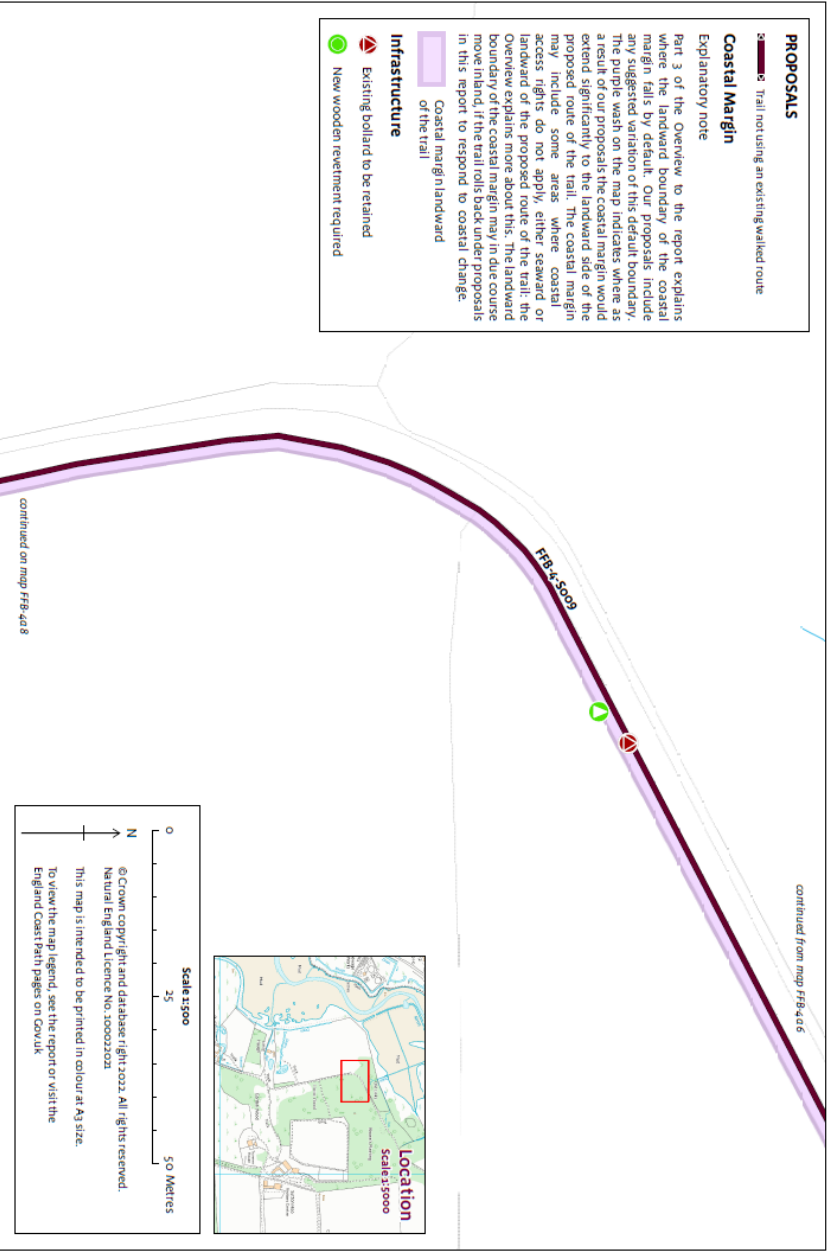 PROPOSALS
Trail not using an existing walked route
Coastal Margin
Explanatory note
Part 3 of the Overview to the report explains
where the landward boundary of the coastal
margin falls by default. Our proposals include
any suggested variation of this default boundary.
The purple wash on the map indicates where as
a result of our proposals the coastal margin would
extend significantly to the landward side of the
proposed route of the trail. The coastal margin
may include some areas where coastal
access rights do not apply, either seaward or
landward of the proposed route of the trail: the
Overview explains more about this. The landward
boundary of the coastal margin may in due course
move inland, if the trail rolls back under proposals
in this report to respond to coastal change.
Coastal margin landward
of the trail
Infrastructure
Existing bollard to be retained
New wooden revetment required
continued from map FFB-4a 6
FFB-4-S009
continued on map FFB-4a 8
Location
Scale 1:5000
Scale 1:500
0 25 50 Metres
N
© Crown copyright and database right 2022. All rights reserved.
Natural England Licence No. 100022021
This map is intended to be printed in colour at A3 size.
To view the map legend, see the report or visit the
England Coast Path pages on Gov.uk